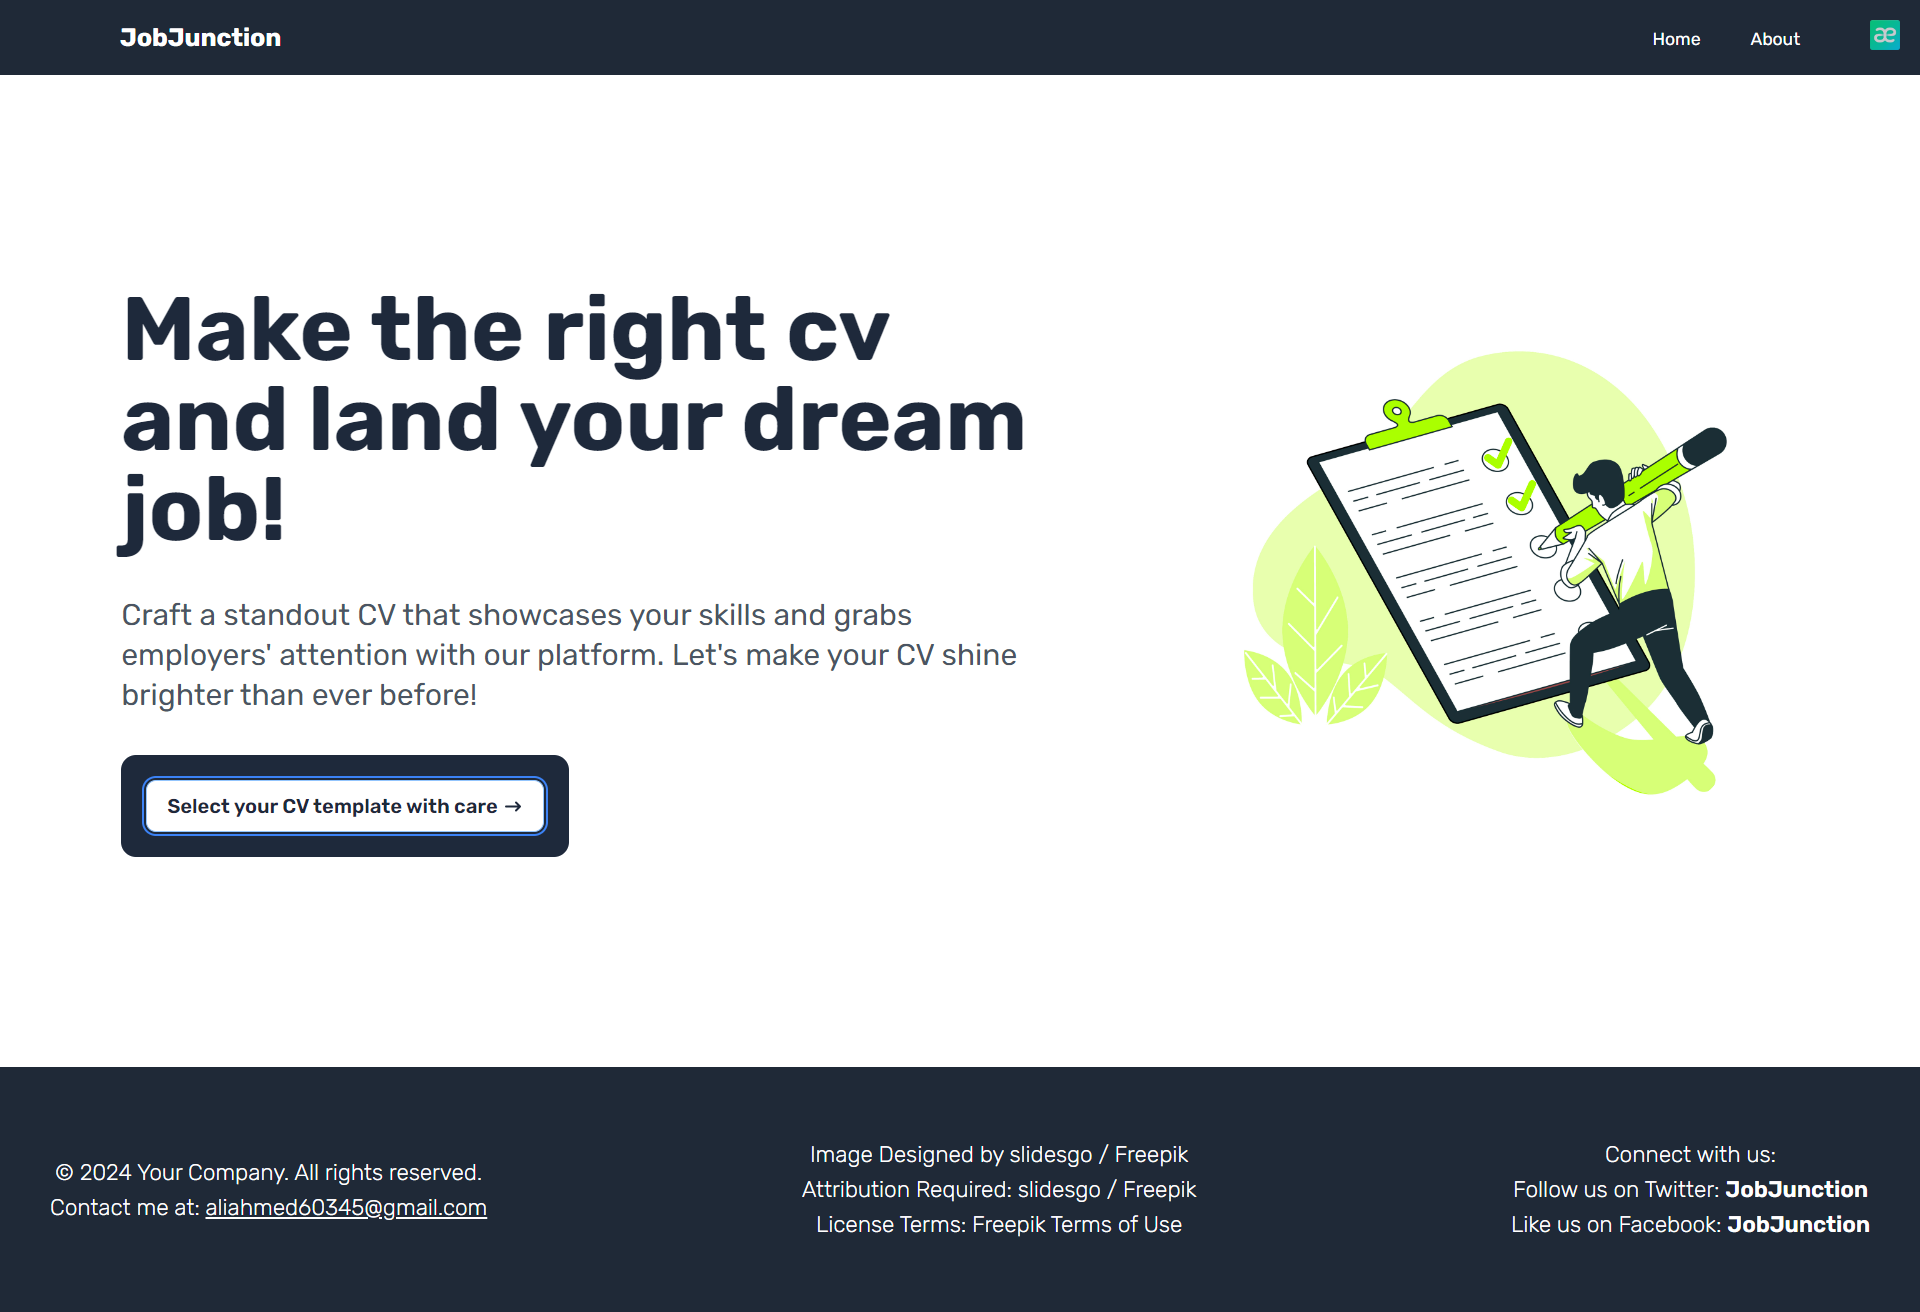 JobJunction
Home
About
æ
Make the right cv
and land your dream
job!
Craft a standout CV that showcases your skills and grabs
employers' attention with our platform. Let's make your CV shine
brighter than ever before!
Select your CV template with care →
© 2024 Your Company. All rights reserved.
Contact me at: aliahmed60345@gmail.com
Image Designed by slidesgo / Freepik
Attribution Required: slidesgo / Freepik
License Terms: Freepik Terms of Use
Connect with us:
Follow us on Twitter: JobJunction
Like us on Facebook: JobJunction